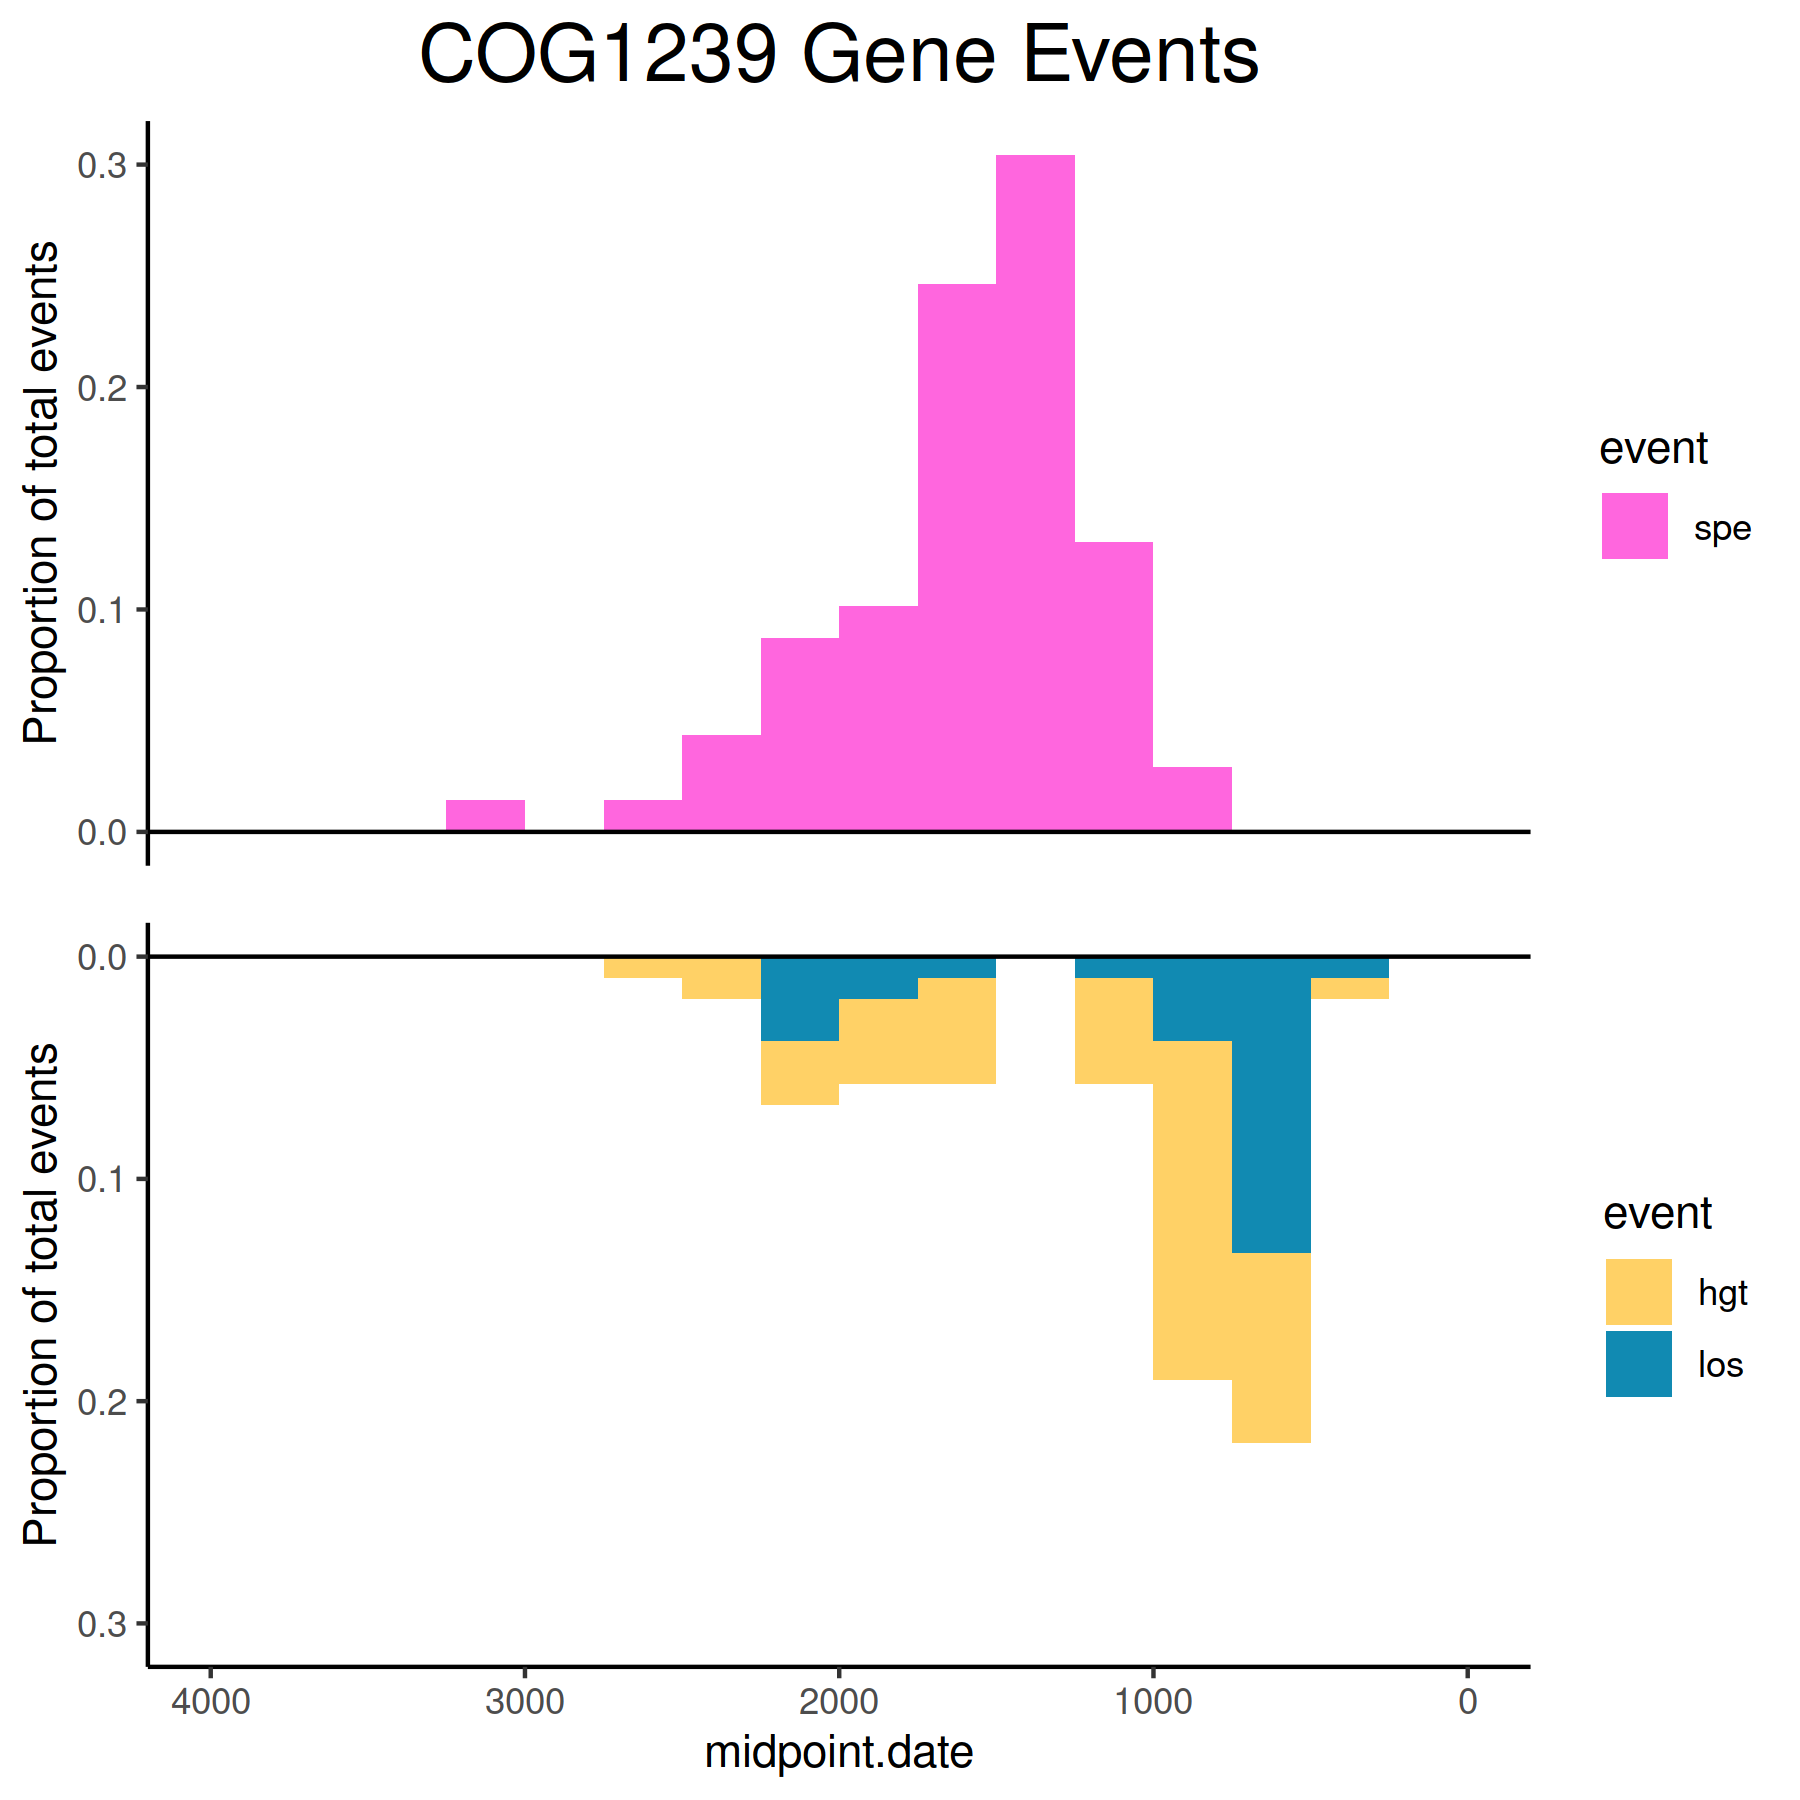 COG1239 Gene Events
Proportion of total events
0.3
0.2
0.1
0.0
event
spe
Proportion of total events
0.0
0.1
0.2
0.3
event
hgt
los
4000 3000 2000 1000 0
midpoint.date